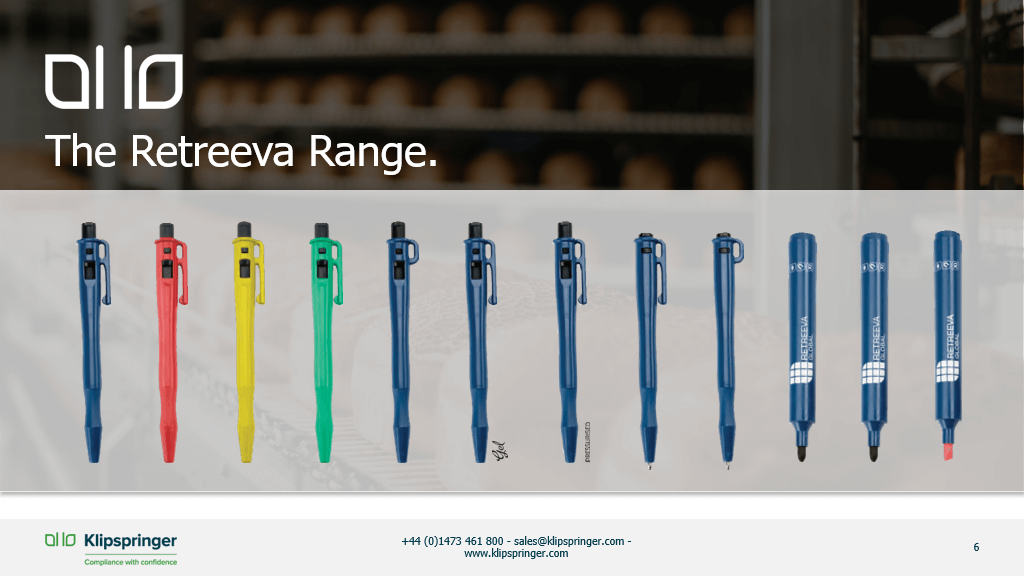 The Retreeva Range.
Gel
PRESSURISED
RETREEVA
GLOBAL
RETREEVA
GLOBAL
RETREEVA
GLOBAL
Klipspringer
Compliance with confidence
+44 (0)1473 461 800 - sales@klipspringer.com -
www.klipspringer.com
6